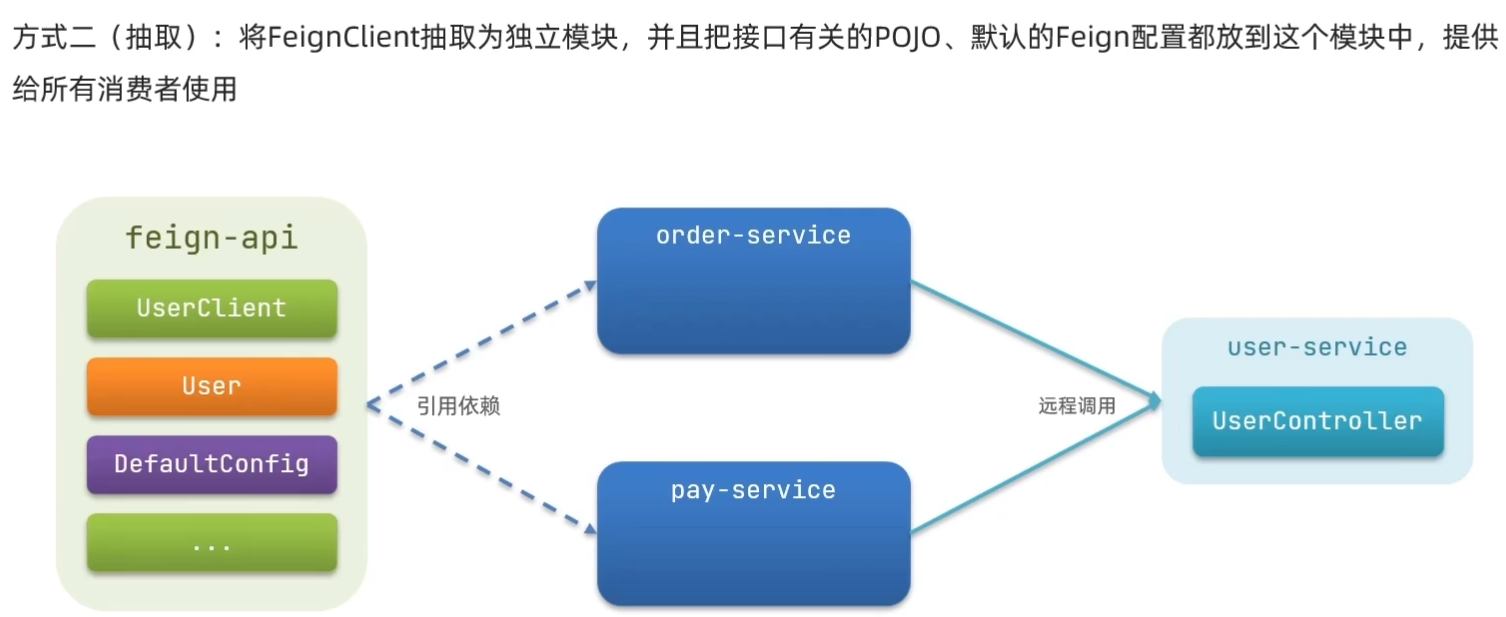 方式二（抽取）：将FeignClient抽取为独立模块，并且把接口有关的POJO、默认的Feign配置都放到这个模块中，提供
给所有消费者使用
feign-api
UserClient
User
DefaultConfig
...
引用依赖
order-service
pay-service
远程调用
user-service
UserController